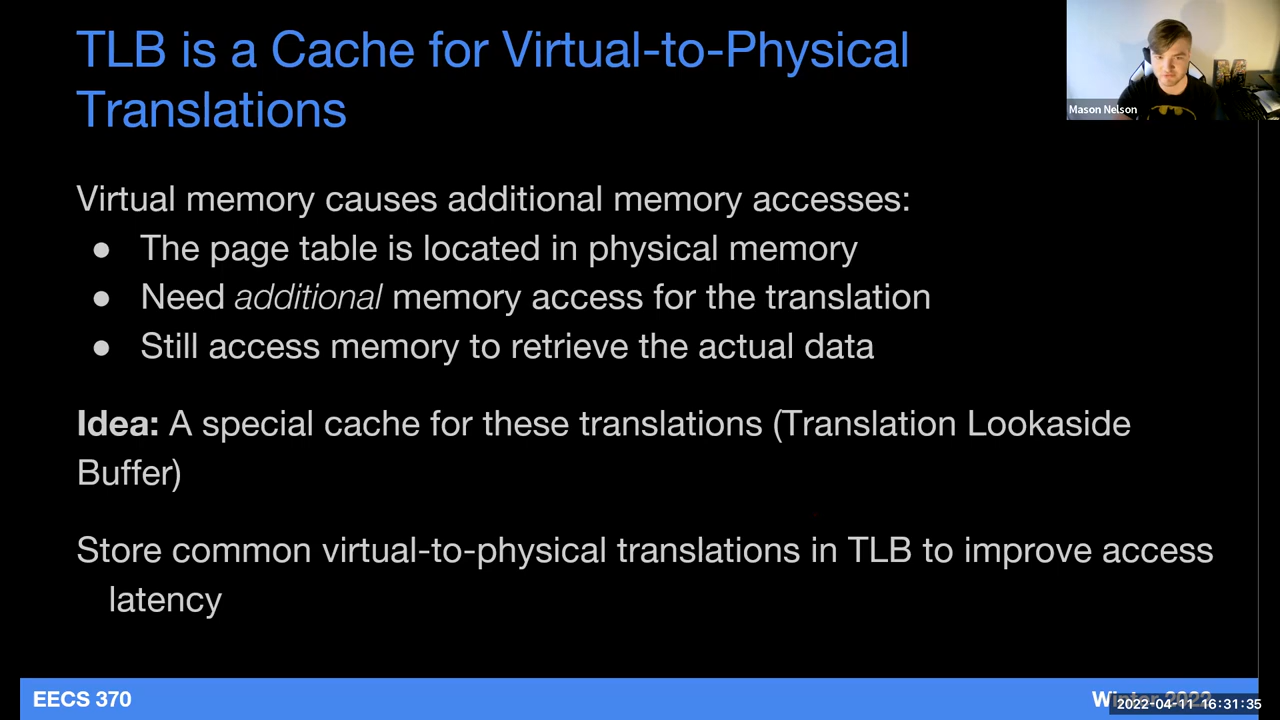 TLB is a Cache for Virtual-to-Physical
Translations
Mason Nelson
Virtual memory causes additional memory accesses:
● The page table is located in physical memory
● Need additional memory access for the translation
● Still access memory to retrieve the actual data
Idea: A special cache for these translations (Translation Lookaside
Buffer)
Store common virtual-to-physical translations in TLB to improve access
latency
EECS 370
Winter 2022
2022-04-11 16:31:35